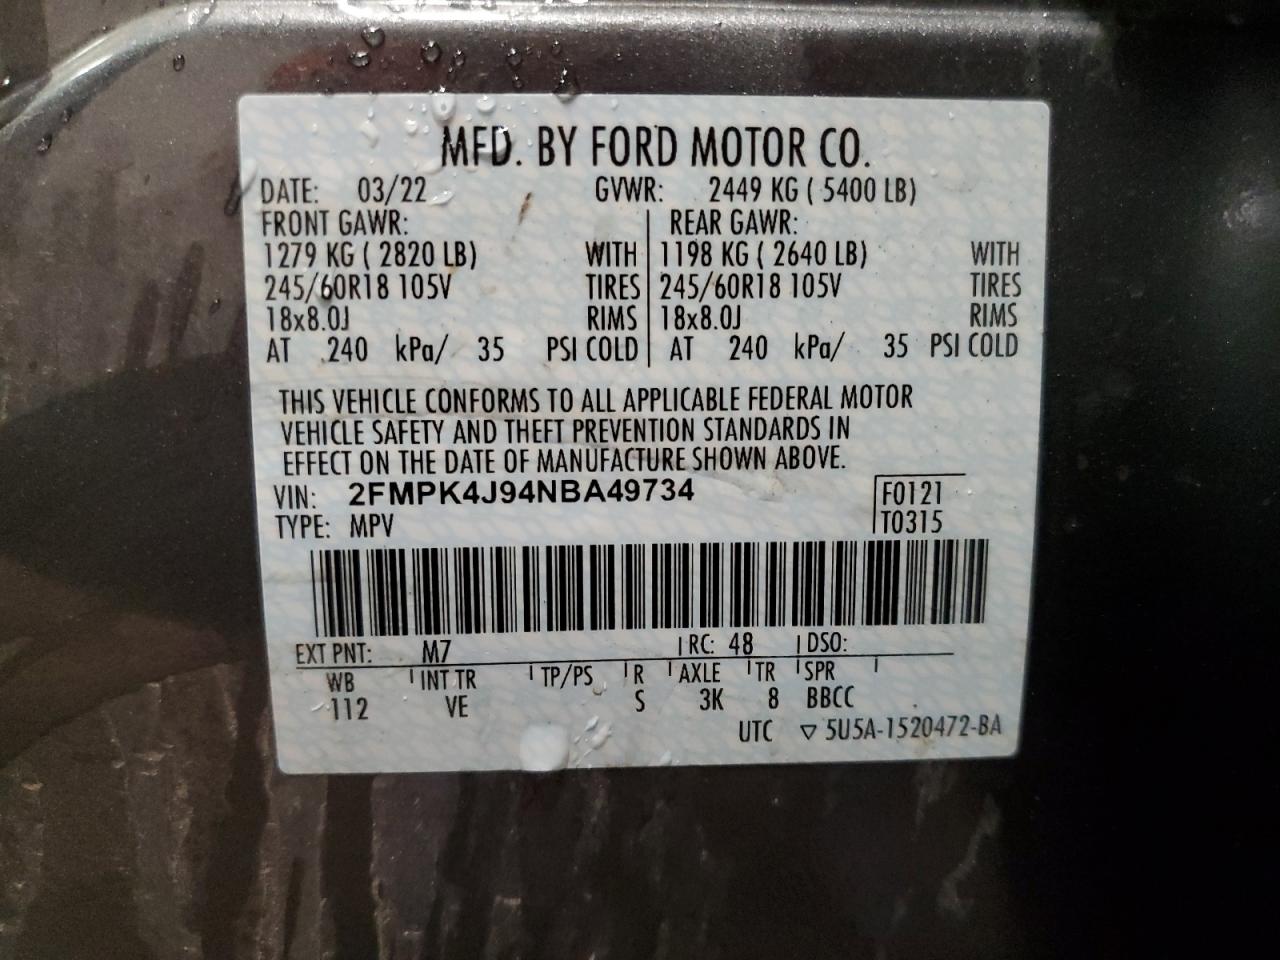 MFD. BY FORD MOTOR CO.
DATE: 03/22 GVWR: 2449 KG ( 5400 LB)
FRONT GAWR: REAR GAWR:
1279 KG ( 2820 LB) WITH 1198 KG ( 2640 LB) WITH
245/60R18 105V TIRES 245/60R18 105V TIRES
18x8.0J RIMS 18x8.0J RIMS
AT 240 kPa/ 35 PSI COLD AT 240 kPa/ 35 PSI COLD
THIS VEHICLE CONFORMS TO ALL APPLICABLE FEDERAL MOTOR
VEHICLE SAFETY AND THEFT PREVENTION STANDARDS IN
EFFECT ON THE DATE OF MANUFACTURE SHOWN ABOVE.
VIN: 2FMPK4J94NBA49734 F0121
TYPE: MPV T0315
EXT PNT: M7 RC: 48 DSO:
WB INT TR TP/PS R AXLE TR SPR
112 VE S 3K 8 BBCC
UTC ▽ 5U5A-1520472-BA